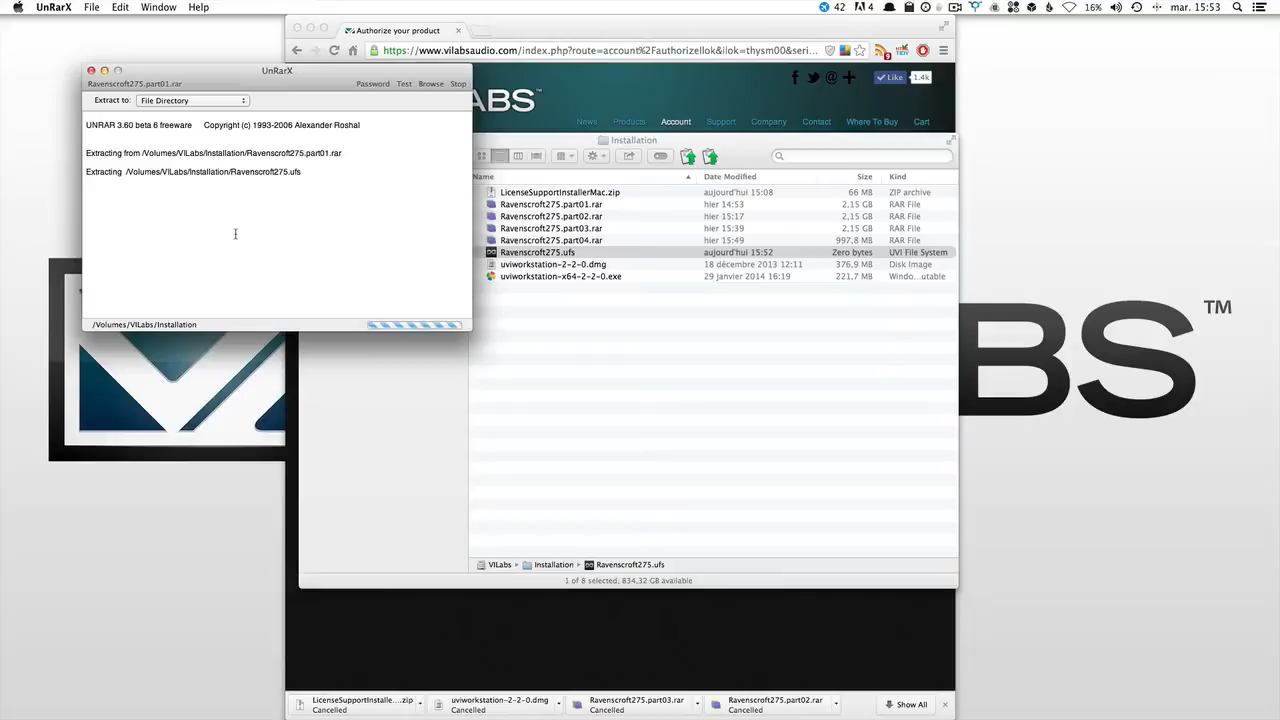 UnRarX File Edit Window Help 42 4 16% mar. 15:53
Authorize your product
https://www.vilabsaudio.com/index.php?route=account%2Fauthorizellok&ilok=thysm00&seri...
9
UnRarX
Ravenscroft275.part01.rar Password Test Browse Stop
Extract to: File Directory
UNRAR 3.60 beta 6 freeware Copyright (c) 1993-2006 Alexander Roshal
Extracting from /Volumes/VILabs/Installation/Ravenscroft275.part01.rar
Extracting /Volumes/VILabs/Installation/Ravenscroft275.ufs
/Volumes/VILabs/Installation
Like 1.4k
ABS™
News Products Account Support Company Contact Where To Buy Cart
Installation
Name Date Modified Size Kind
LicenseSupportInstallerMac.zip aujourd'hui 15:08 66 MB ZIP archive
Ravenscroft275.part01.rar hier 14:53 2,15 GB RAR File
Ravenscroft275.part02.rar hier 15:17 2,15 GB RAR File
Ravenscroft275.part03.rar hier 15:39 2,15 GB RAR File
Ravenscroft275.part04.rar hier 15:49 997,8 MB RAR File
Ravenscroft275.ufs aujourd'hui 15:52 Zero bytes UVI File System
uviworkstation-2-2-0.dmg 18 décembre 2013 12:11 376,9 MB Disk Image
uviworkstation-x64-2-2-0.exe 29 janvier 2014 16:19 221,7 MB Windo...utable
VILabs Installation Ravenscroft275.ufs
1 of 8 selected, 834,32 GB available
BS™
LicenseSupportInstalle....zip uviworkstation-2-2-0.dmg Ravenscroft275.part03.rar Ravenscroft275.part02.rar Show All
Cancelled Cancelled Cancelled Cancelled